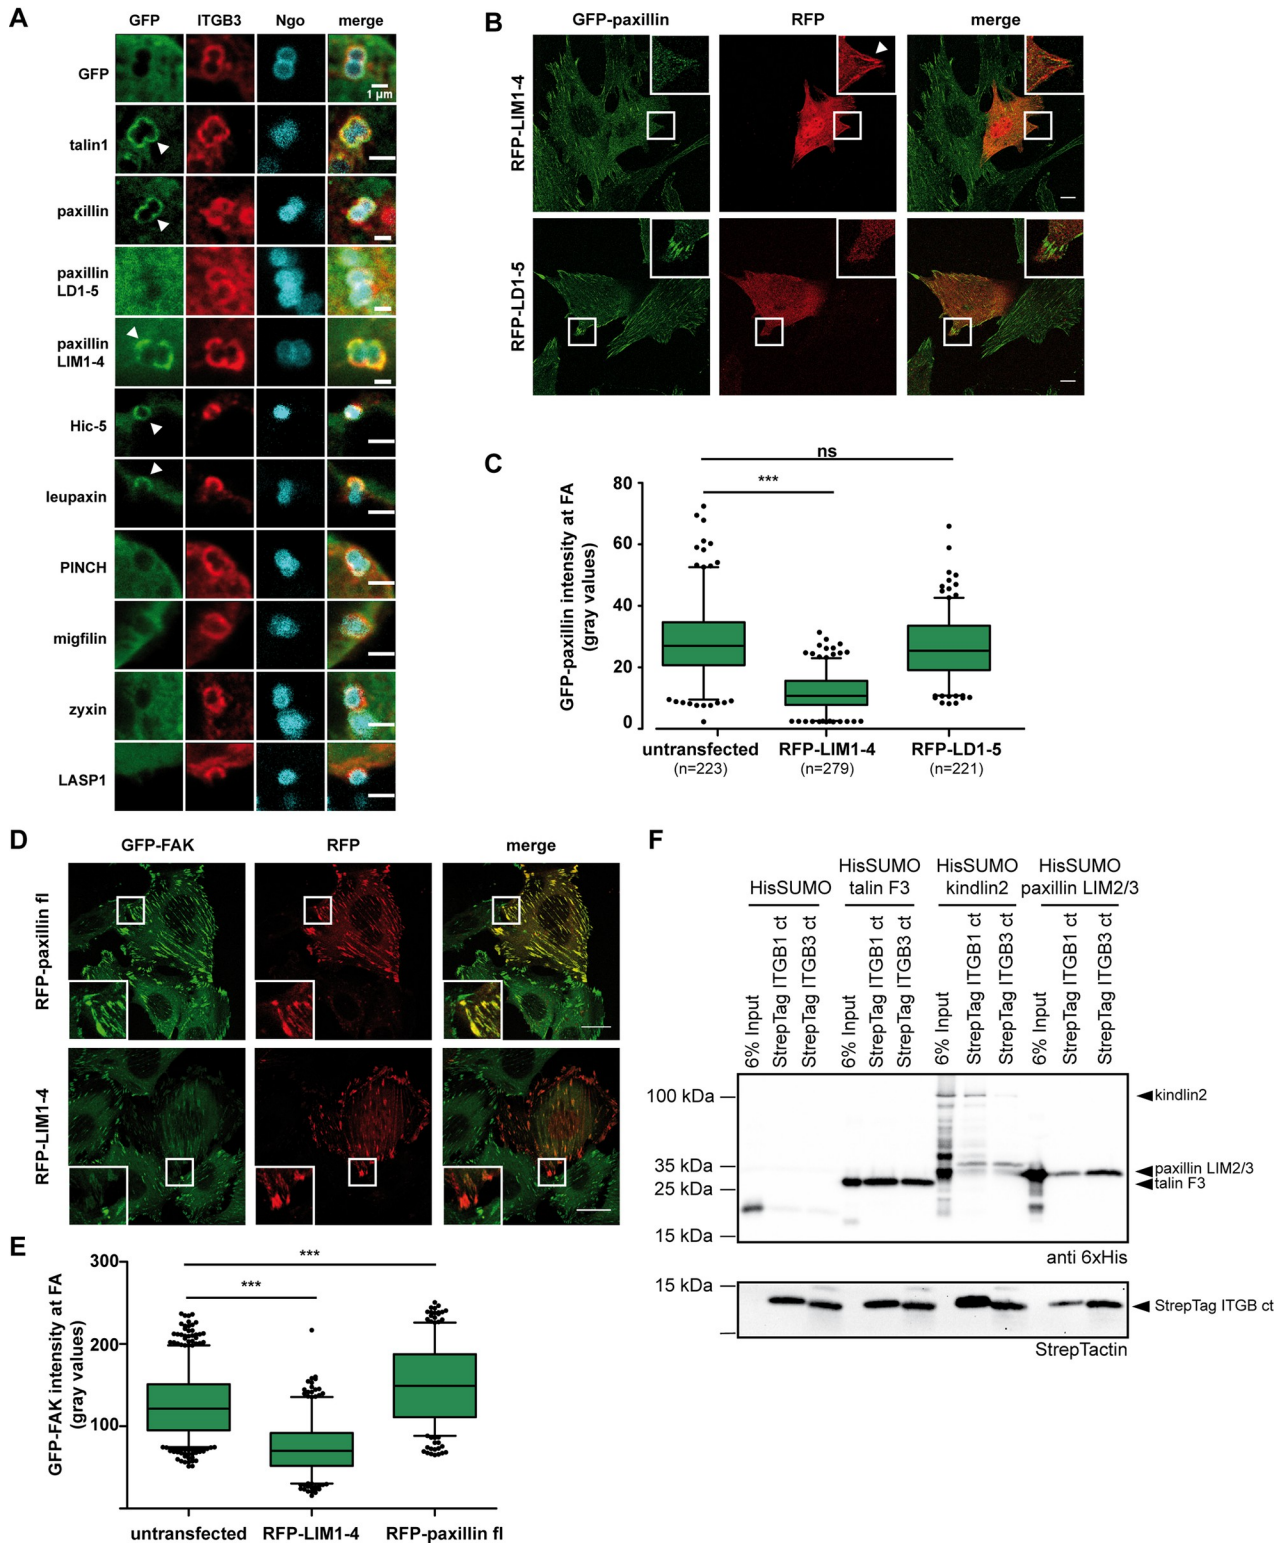 A
GFP ITGB3 Ngo merge
GFP
1 µm
talin1
paxillin
paxillin
LD1-5
paxillin
LIM1-4
Hic-5
leupaxin
PINCH
migfilin
zyxin
LASP1
B
GFP-paxillin RFP merge
RFP-LIM1-4
RFP-LD1-5
C
ns
***
GFP-paxillin intensity at FA
(gray values)
80
60
40
20
0
untransfected RFP-LIM1-4 RFP-LD1-5
(n=223) (n=279) (n=221)
D
GFP-FAK RFP merge
RFP-paxillin fl
RFP-LIM1-4
E
***
***
GFP-FAK intensity at FA
(gray values)
300
200
100
untransfected RFP-LIM1-4 RFP-paxillin fl
F
HisSUMO
HisSUMO
talin F3
HisSUMO
kindlin2
HisSUMO
paxillin LIM2/3
6% Input
StrepTag ITGB1 ct
StrepTag ITGB3 ct
6% Input
StrepTag ITGB1 ct
StrepTag ITGB3 ct
6% Input
StrepTag ITGB1 ct
StrepTag ITGB3 ct
6% Input
StrepTag ITGB1 ct
StrepTag ITGB3 ct
100 kDa
35 kDa
25 kDa
15 kDa
kindlin2
paxillin LIM2/3
talin F3
anti 6xHis
15 kDa
StrepTag ITGB ct
StrepTactin